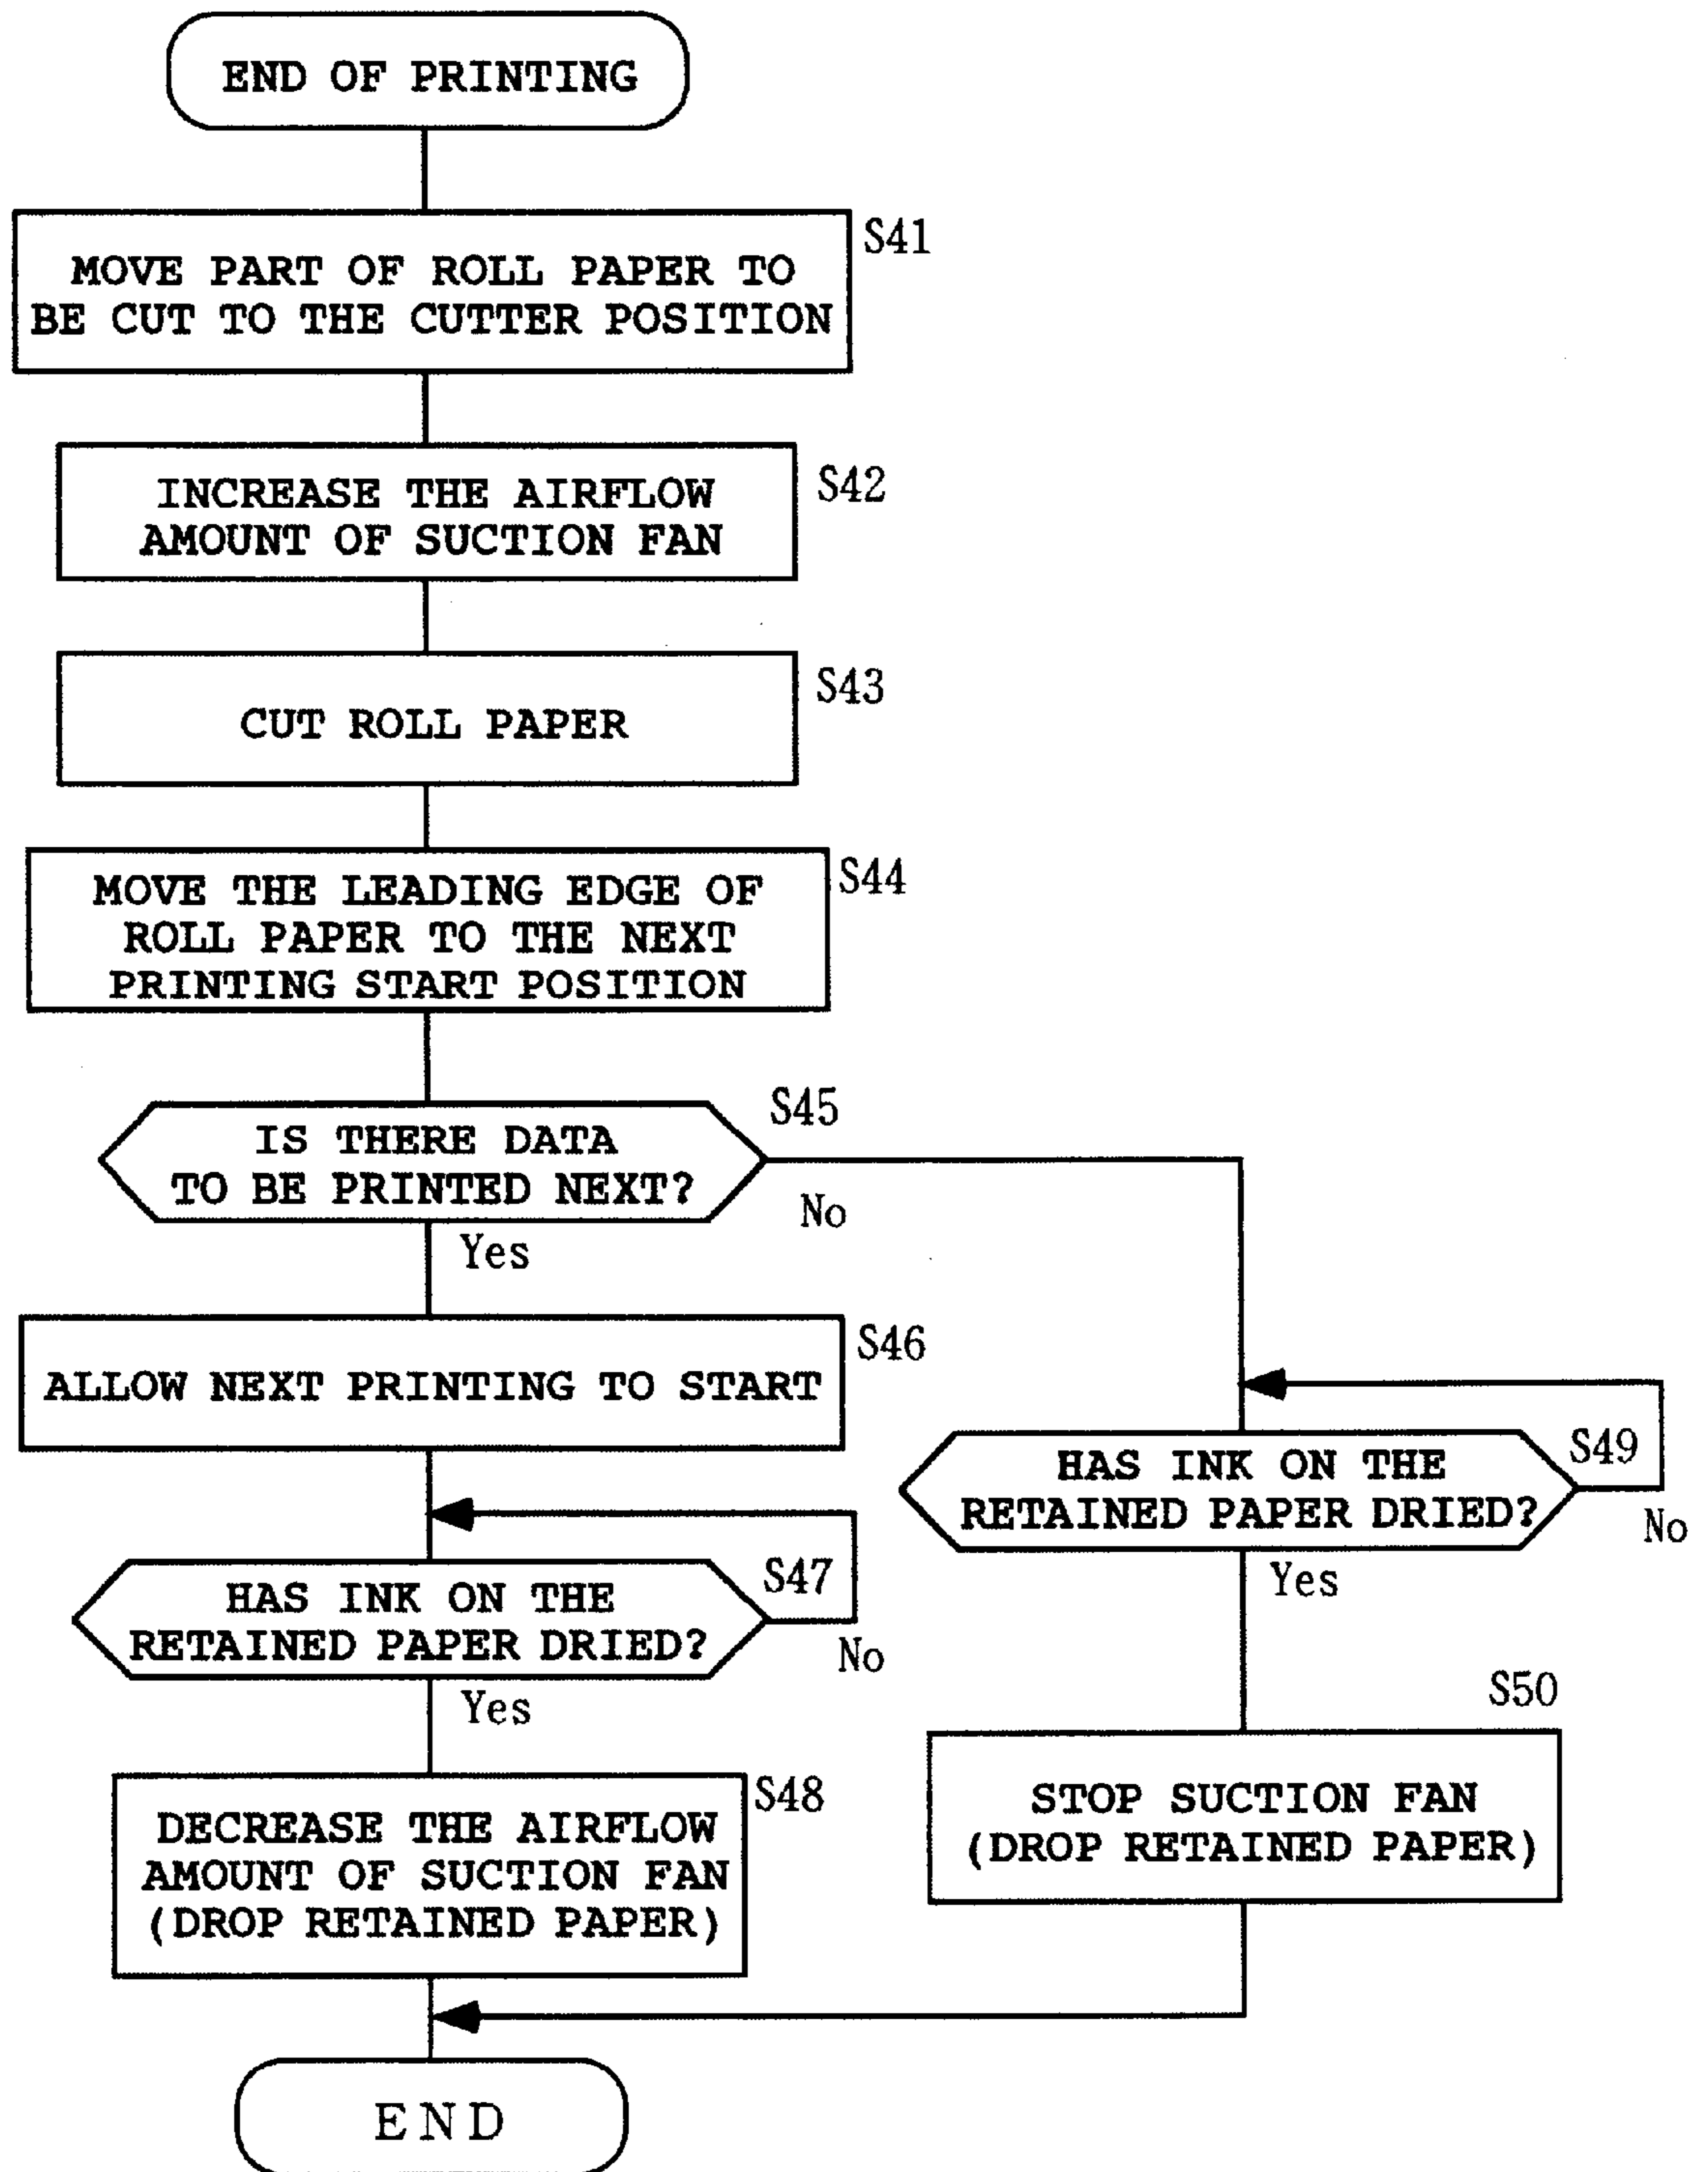 END OF PRINTING
S41
MOVE PART OF ROLL PAPER TO
BE CUT TO THE CUTTER POSITION
S42
INCREASE THE AIRFLOW
AMOUNT OF SUCTION FAN
S43
CUT ROLL PAPER
S44
MOVE THE LEADING EDGE OF
ROLL PAPER TO THE NEXT
PRINTING START POSITION
S45
IS THERE DATA
TO BE PRINTED NEXT?
No
Yes
S46
ALLOW NEXT PRINTING TO START
S47
HAS INK ON THE
RETAINED PAPER DRIED?
No
Yes
S48
DECREASE THE AIRFLOW
AMOUNT OF SUCTION FAN
(DROP RETAINED PAPER)
S49
HAS INK ON THE
RETAINED PAPER DRIED?
No
Yes
S50
STOP SUCTION FAN
(DROP RETAINED PAPER)
END